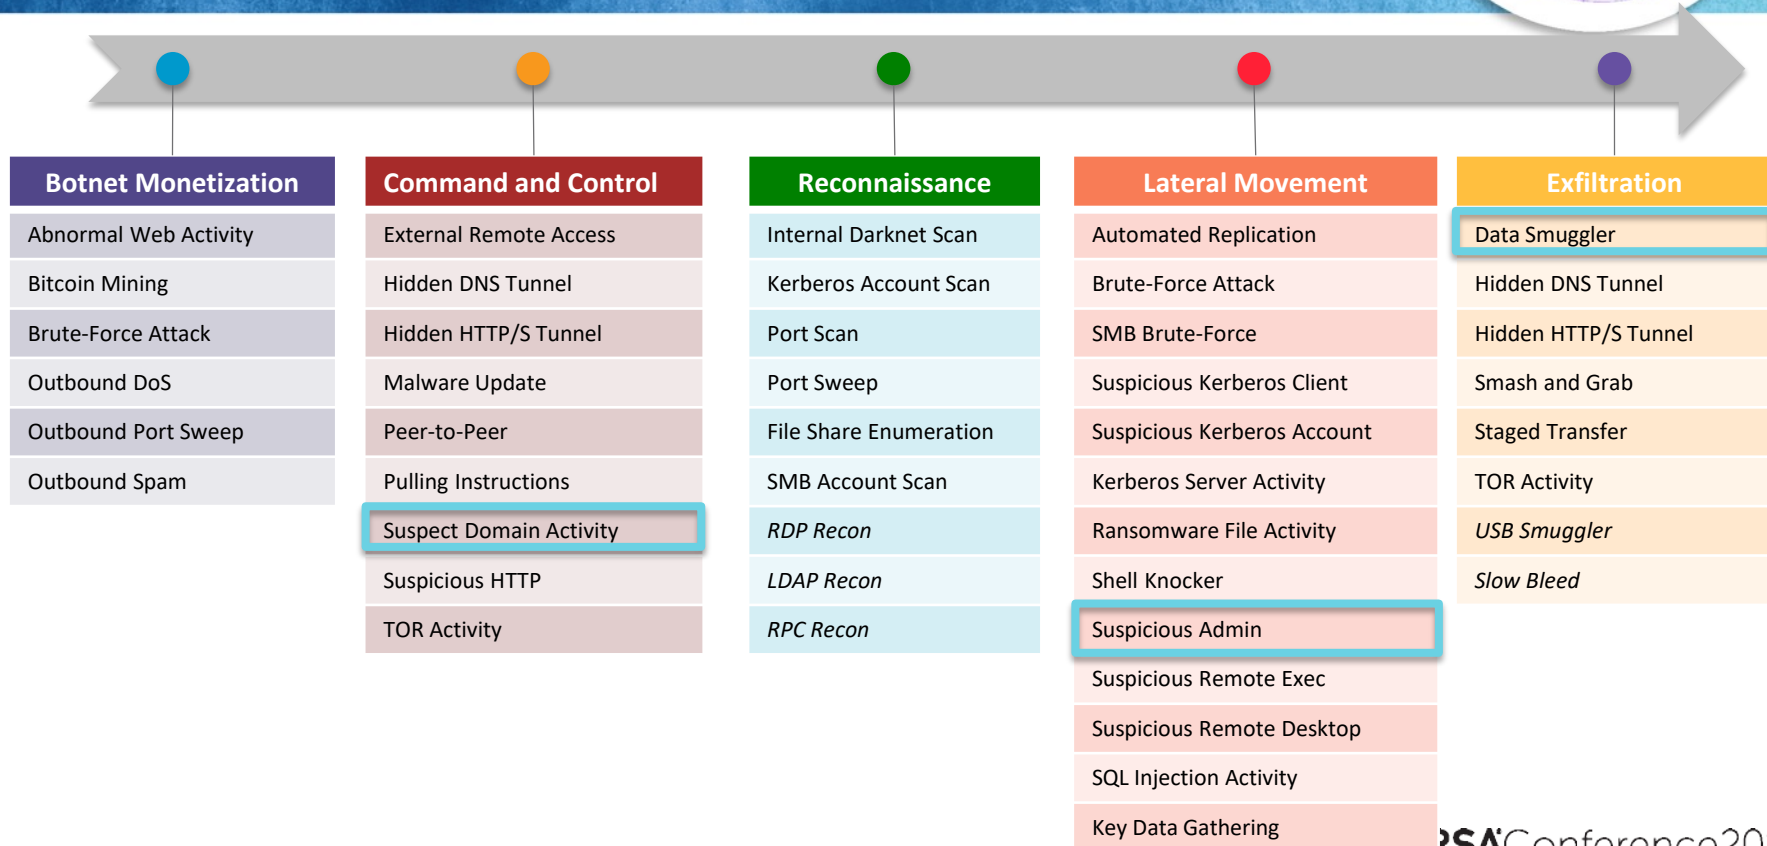 Botnet Monetization
Abnormal Web Activity
Bitcoin Mining
Brute-Force Attack
Outbound DoS
Outbound Port Sweep
Outbound Spam
Command and Control
External Remote Access
Hidden DNS Tunnel
Hidden HTTP/S Tunnel
Malware Update
Peer-to-Peer
Pulling Instructions
Suspect Domain Activity
Suspicious HTTP
TOR Activity
Reconnaissance
Internal Darknet Scan
Kerberos Account Scan
Port Scan
Port Sweep
File Share Enumeration
SMB Account Scan
RDP Recon
LDAP Recon
RPC Recon
Lateral Movement
Automated Replication
Brute-Force Attack
SMB Brute-Force
Suspicious Kerberos Client
Suspicious Kerberos Account
Kerberos Server Activity
Ransomware File Activity
Shell Knocker
Suspicious Admin
Suspicious Remote Exec
Suspicious Remote Desktop
SQL Injection Activity
Key Data Gathering
Exfiltration
Data Smuggler
Hidden DNS Tunnel
Hidden HTTP/S Tunnel
Smash and Grab
Staged Transfer
TOR Activity
USB Smuggler
Slow Bleed